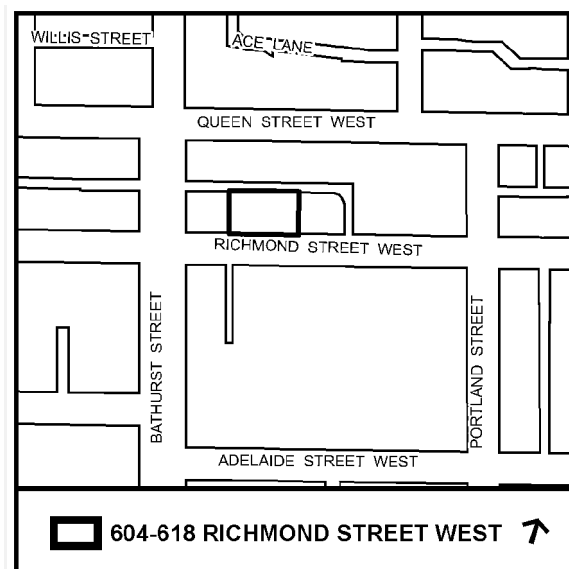 WILLIS STREET
ACE LANE
QUEEN STREET WEST
RICHMOND STREET WEST
BATHURST STREET
PORTLAND STREET
ADELAIDE STREET WEST
604-618 RICHMOND STREET WEST